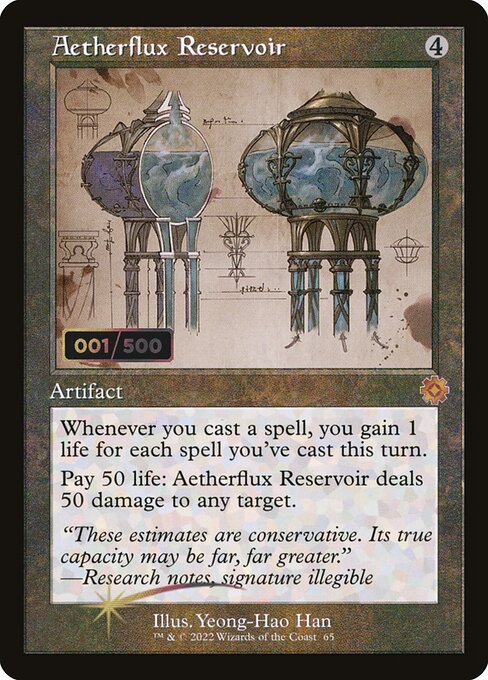 Aetherflux Reservoir 4
001/500
Artifact
Whenever you cast a spell, you gain 1
life for each spell you've cast this turn.
Pay 50 life: Aetherflux Reservoir deals
50 damage to any target.
“These estimates are conservative. Its true
capacity may be far, far greater.”
—Research notes, signature illegible
Illus. Yeong-Hao Han
™ & © 2022 Wizards of the Coast 65